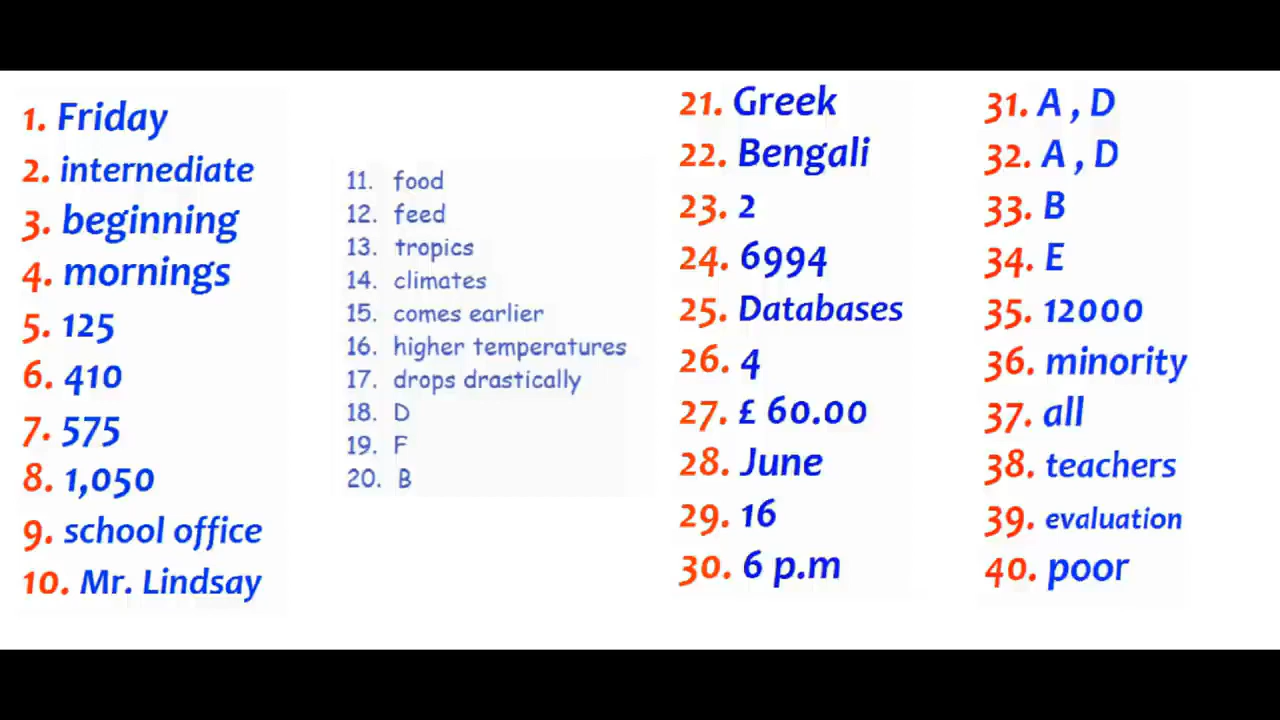 1. Friday
2. internediate
3. beginning
4. mornings
5. 125
6. 410
7. 575
8. 1,050
9. school office
10. Mr. Lindsay
11. food
12. feed
13. tropics
14. climates
15. comes earlier
16. higher temperatures
17. drops drastically
18. D
19. F
20. B
21. Greek
22. Bengali
23. 2
24. 6994
25. Databases
26. 4
27. £ 60.00
28. June
29. 16
30. 6 p.m
31. A , D
32. A , D
33. B
34. E
35. 12000
36. minority
37. all
38. teachers
39. evaluation
40. poor